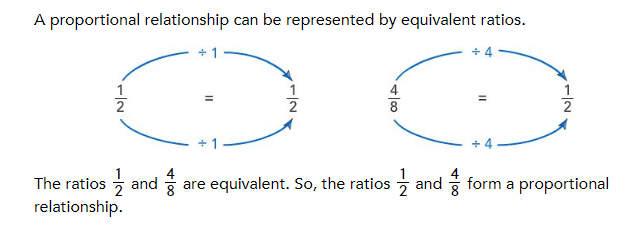 A proportional relationship can be represented by equivalent ratios.
÷ 1 ÷ 4
1/2 = 1/2 4/8 = 1/2
÷ 1 ÷ 4
The ratios 1/2 and 4/8 are equivalent. So, the ratios 1/2 and 4/8 form a proportional
relationship.